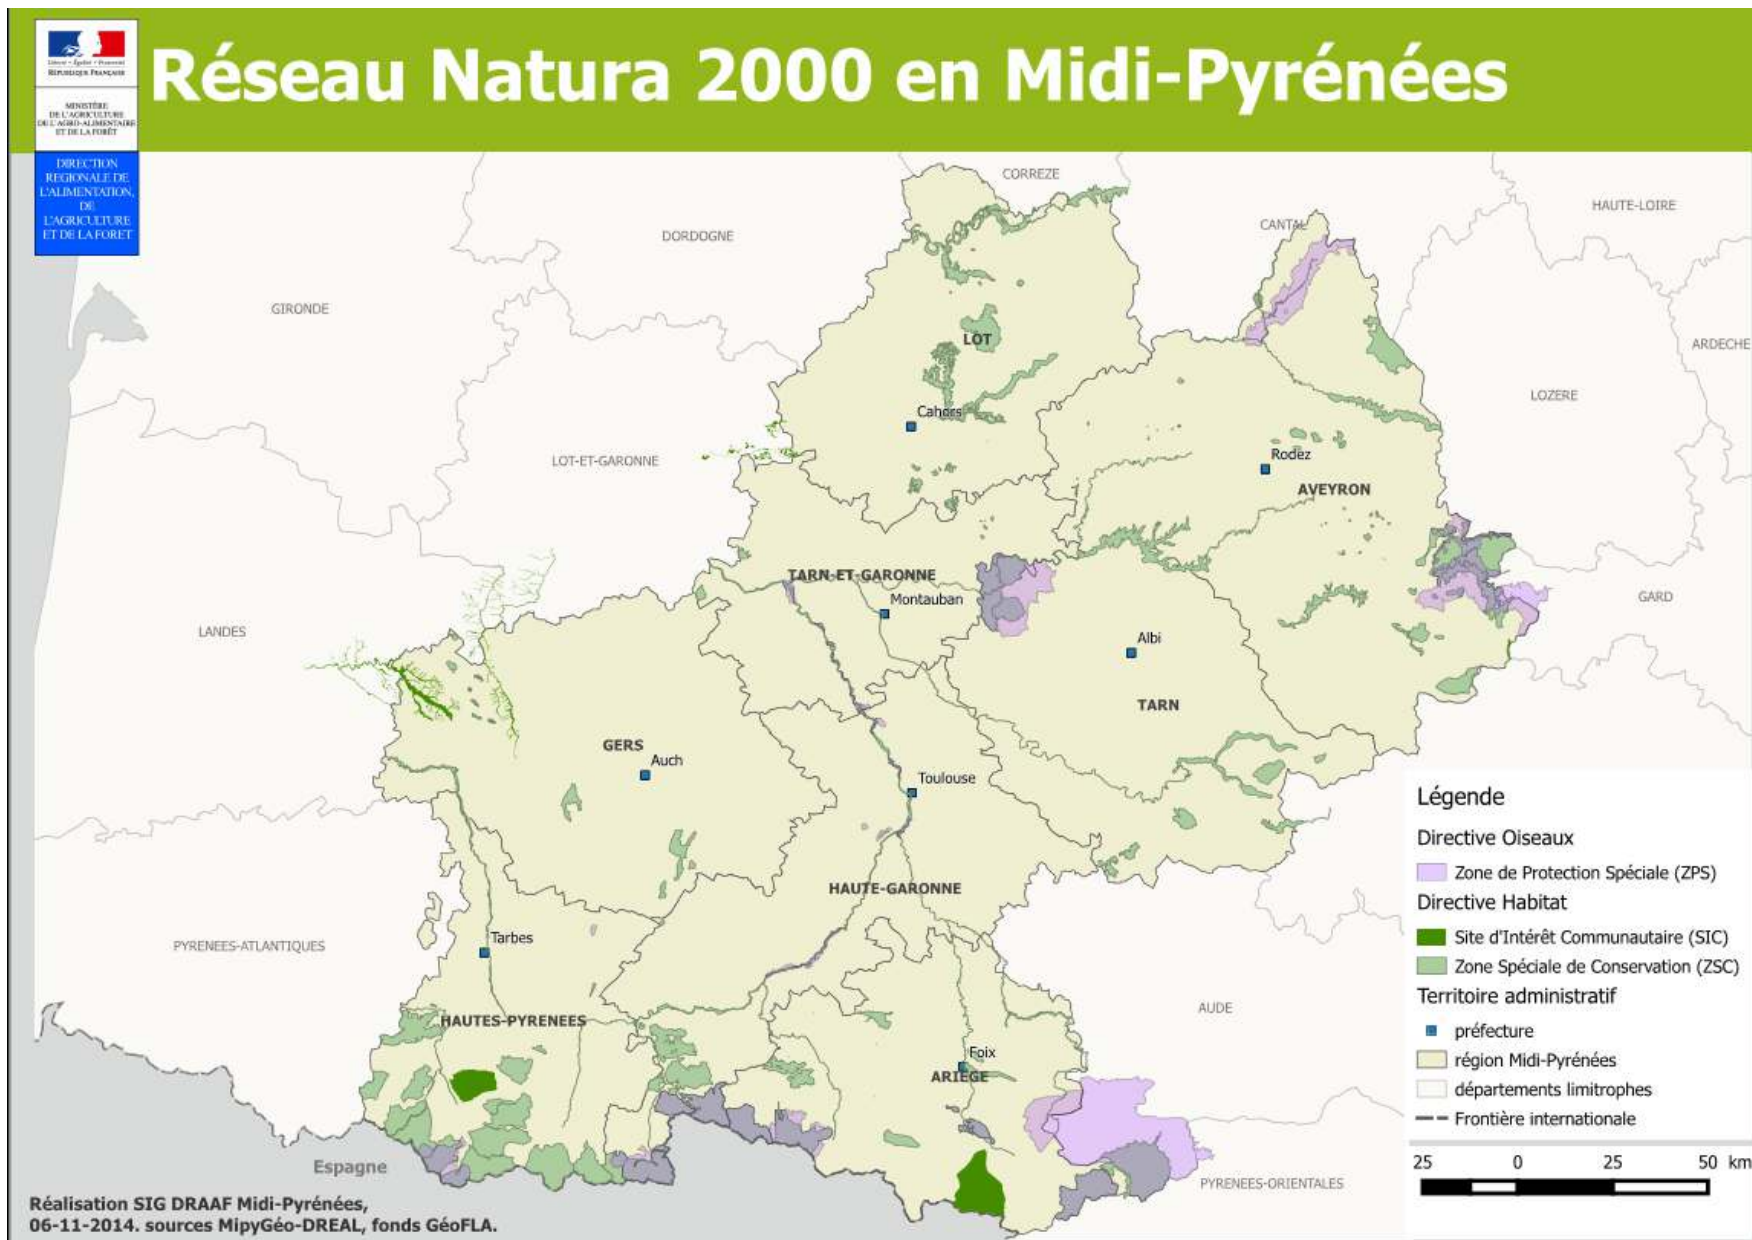 Réseau Natura 2000 en Midi-Pyrénées
Liberté • Égalité • Fraternité
RÉPUBLIQUE FRANÇAISE
MINISTÈRE
DE L'AGRICULTURE
DE L'AGRO-ALIMENTAIRE
ET DE LA FORÊT
DIRECTION
REGIONALE DE
L'ALIMENTATION,
DE
L'AGRICULTURE
ET DE LA FORET
CORREZE
HAUTE-LOIRE
CANTAL
DORDOGNE
GIRONDE
LOT
ARDECHE
LOZERE
Cahors
LOT-ET-GARONNE
Rodez
AVEYRON
TARN-ET-GARONNE
Montauban
GARD
LANDES
Albi
TARN
GERS
Auch
Toulouse
HAUTE-GARONNE
Tarbes
PYRENEES-ATLANTIQUES
AUDE
HAUTES-PYRENEES
Foix
ARIEGE
Espagne
PYRENEES-ORIENTALES
Légende
Directive Oiseaux
Zone de Protection Spéciale (ZPS)
Directive Habitat
Site d'Intérêt Communautaire (SIC)
Zone Spéciale de Conservation (ZSC)
Territoire administratif
préfecture
région Midi-Pyrénées
départements limitrophes
Frontière internationale
25 0 25 50 km
Réalisation SIG DRAAF Midi-Pyrénées,
06-11-2014. sources MipyGéo-DREAL, fonds GéoFLA.